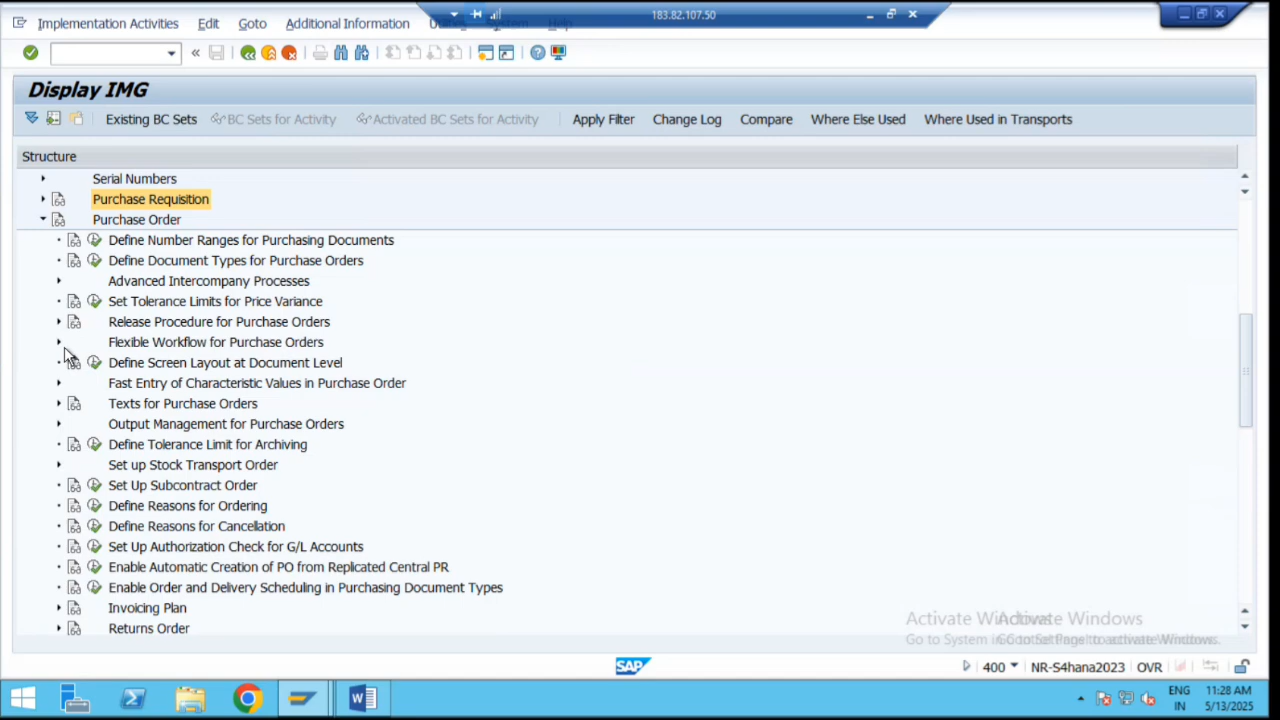 Implementation Activities Edit Goto Additional Information Utilities System Help
183.82.107.50
Display IMG
Existing BC Sets BC Sets for Activity Activated BC Sets for Activity Apply Filter Change Log Compare Where Else Used Where Used in Transports
Structure
Serial Numbers
Purchase Requisition
Purchase Order
Define Number Ranges for Purchasing Documents
Define Document Types for Purchase Orders
Advanced Intercompany Processes
Set Tolerance Limits for Price Variance
Release Procedure for Purchase Orders
Flexible Workflow for Purchase Orders
Define Screen Layout at Document Level
Fast Entry of Characteristic Values in Purchase Order
Texts for Purchase Orders
Output Management for Purchase Orders
Define Tolerance Limit for Archiving
Set up Stock Transport Order
Set Up Subcontract Order
Define Reasons for Ordering
Define Reasons for Cancellation
Set Up Authorization Check for G/L Accounts
Enable Automatic Creation of PO from Replicated Central PR
Enable Order and Delivery Scheduling in Purchasing Document Types
Invoicing Plan
Returns Order
Activate Windows
SAP
400 NR-S4hana2023 OVR
ENG 11:28 AM
IN 5/13/2025